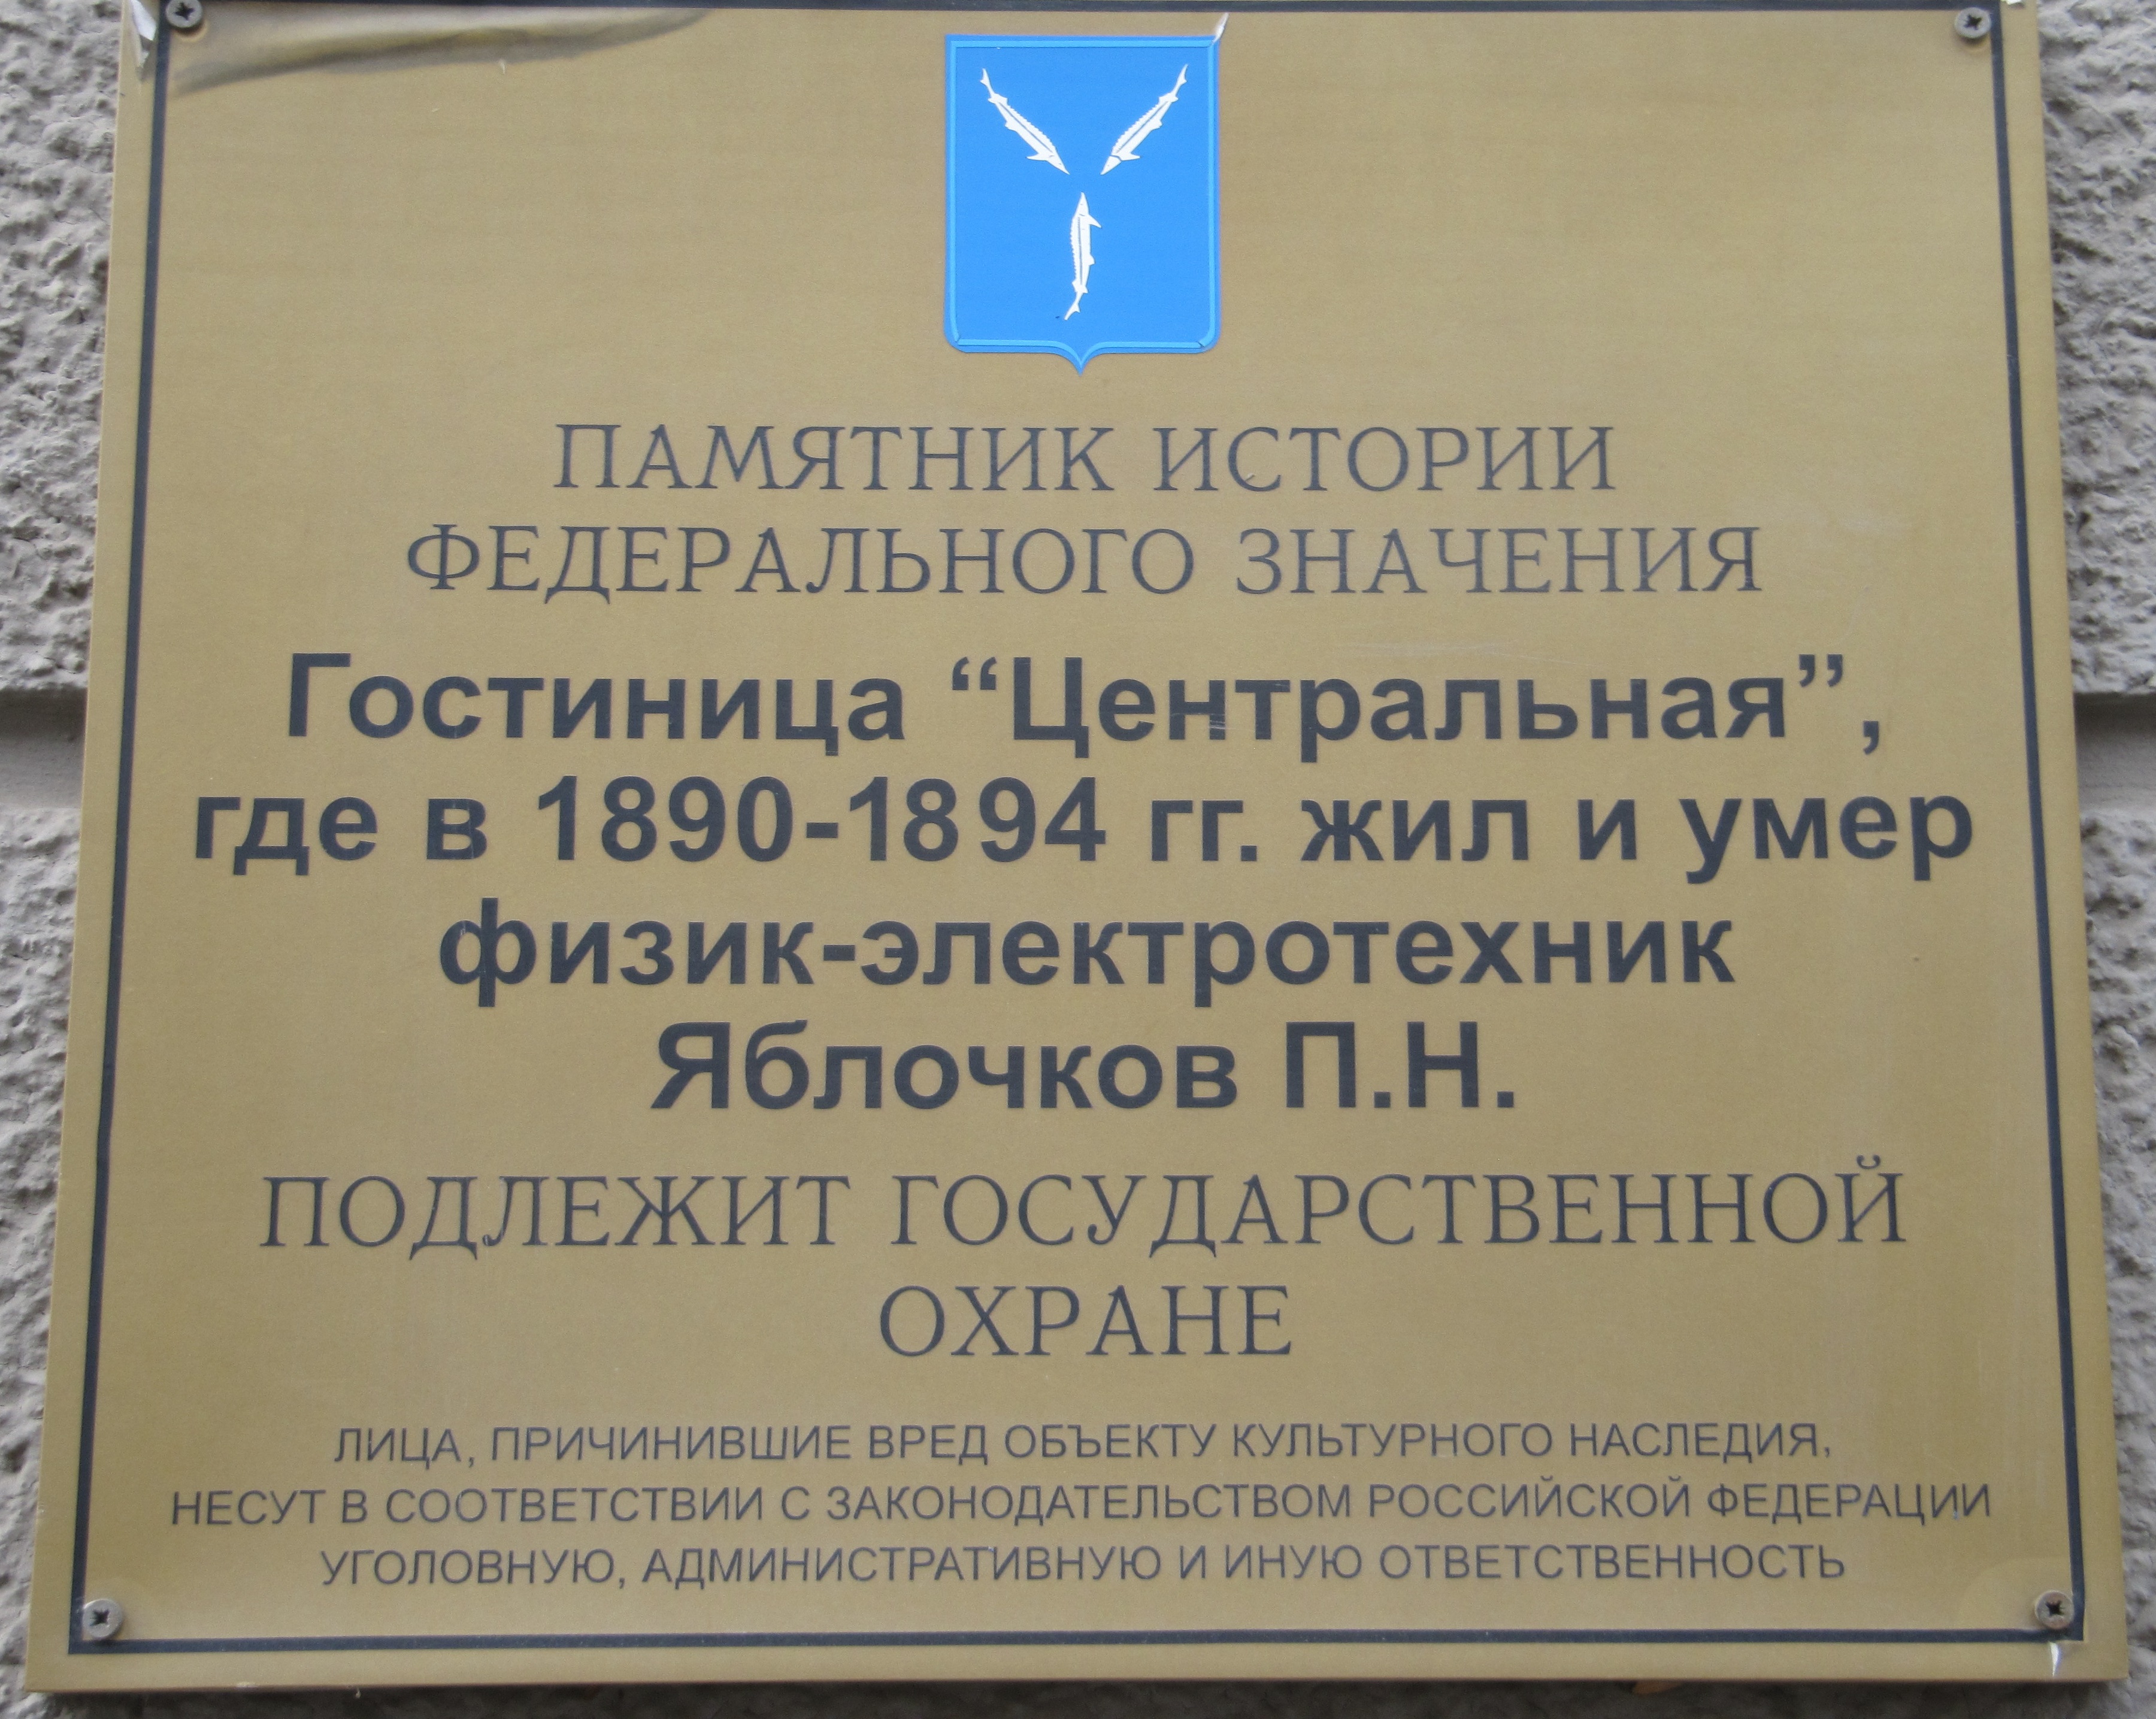 ПАМЯТНИК ИСТОРИИ
ФЕДЕРАЛЬНОГО ЗНАЧЕНИЯ
Гостиница “Центральная”,
где в 1890-1894 гг. жил и умер
физик-электротехник
Яблочков П.Н.
ПОДЛЕЖИТ ГОСУДАРСТВЕННОЙ
ОХРАНЕ
ЛИЦА, ПРИЧИНИВШИЕ ВРЕД ОБЪЕКТУ КУЛЬТУРНОГО НАСЛЕДИЯ,
НЕСУТ В СООТВЕТСТВИИ С ЗАКОНОДАТЕЛЬСТВОМ РОССИЙСКОЙ ФЕДЕРАЦИИ
УГОЛОВНУЮ, АДМИНИСТРАТИВНУЮ И ИНУЮ ОТВЕТСТВЕННОСТЬ